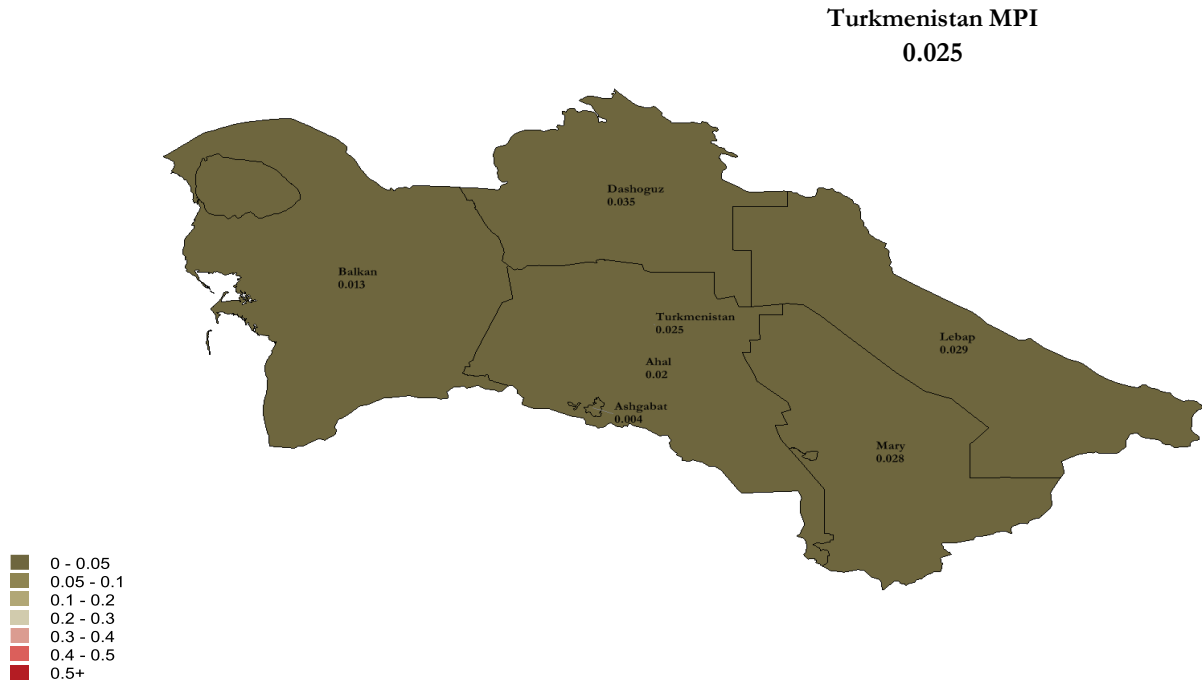 Turkmenistan MPI
0.025
Dashoguz
0.035
Balkan
0.013
Turkmenistan
0.025
Lebap
0.029
Ahal
0.02
Ashgabat
0.004
Mary
0.028
0 - 0.05
0.05 - 0.1
0.1 - 0.2
0.2 - 0.3
0.3 - 0.4
0.4 - 0.5
0.5+